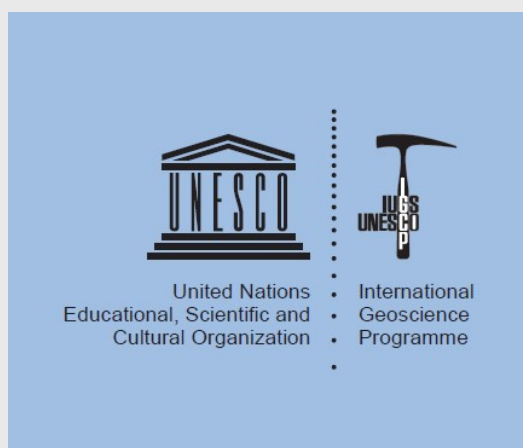 UNESCO
United Nations
Educational, Scientific and
Cultural Organization
IUGS
UNESCO
IGCP
International
Geoscience
Programme